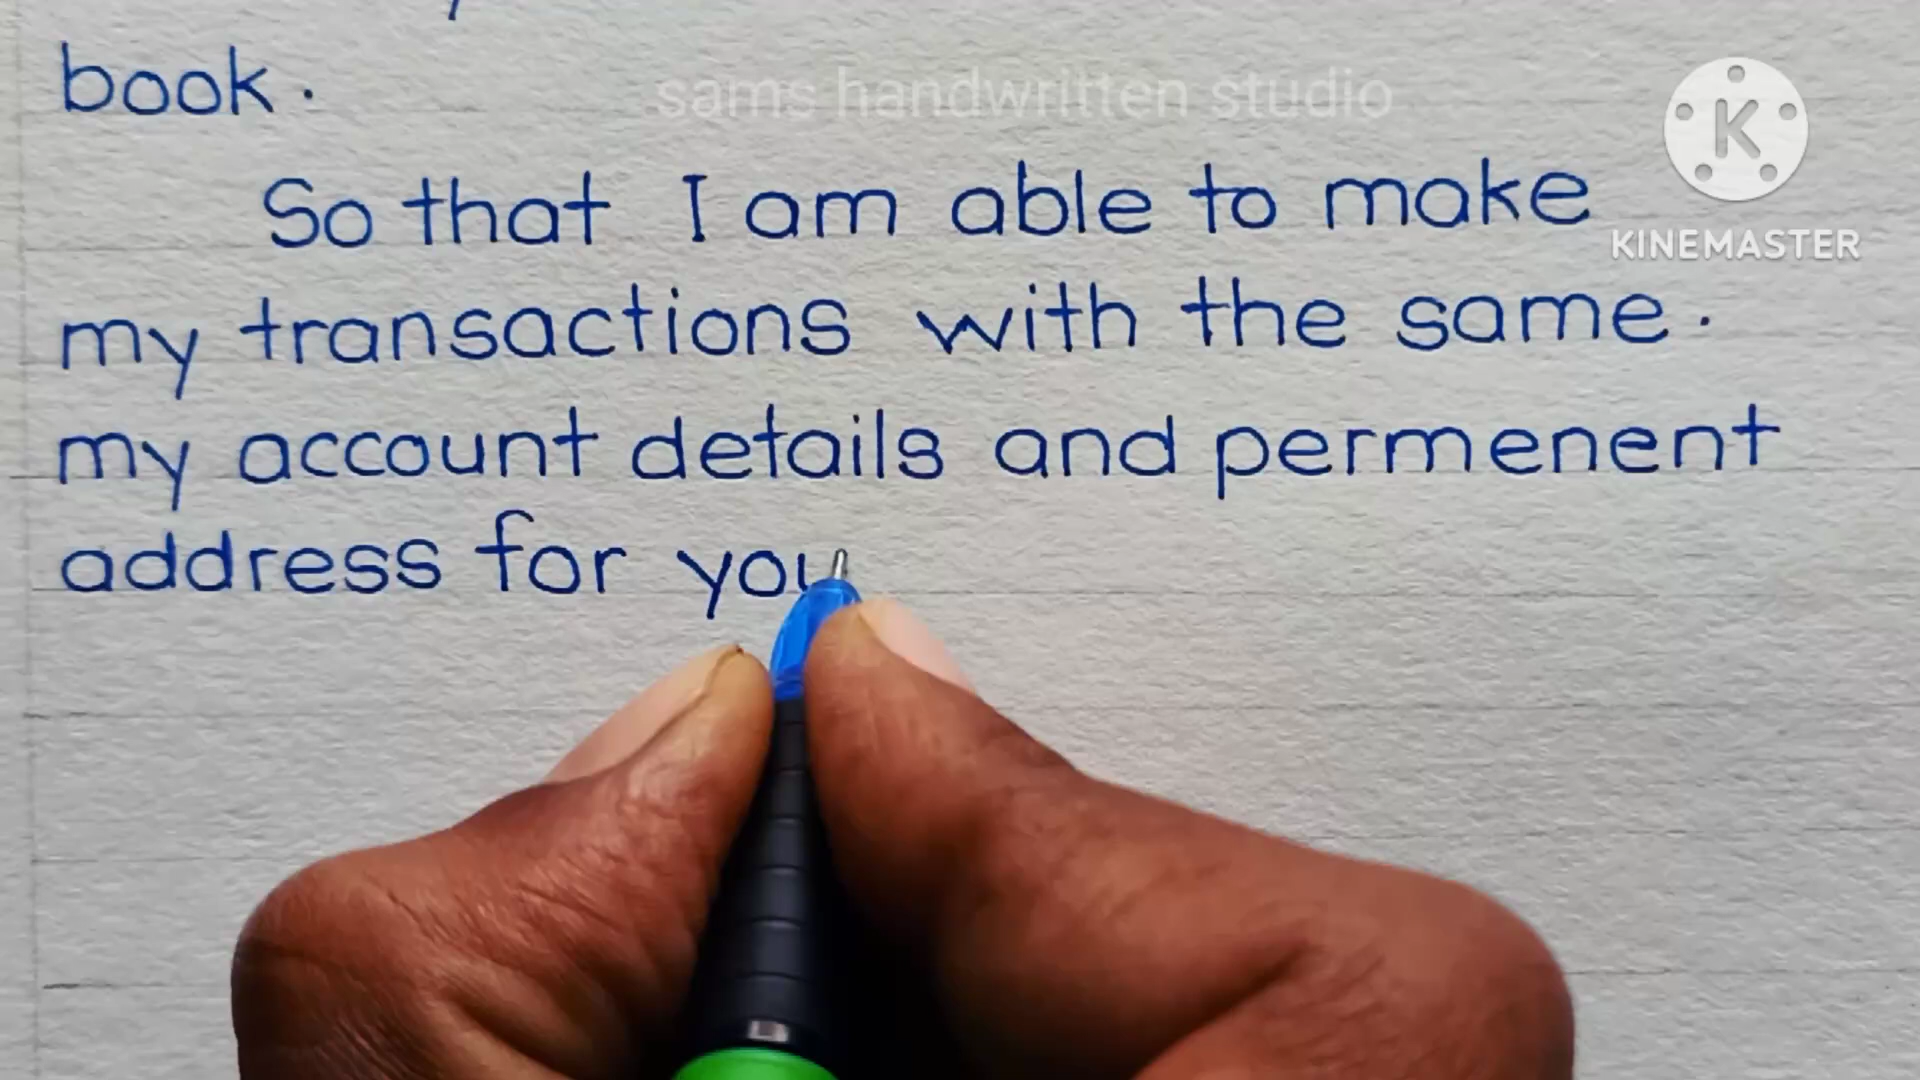 book.
sams handwritten studio
K
KINEMASTER
So that I am able to make
my transactions with the same.
my account details and permenent
address for you